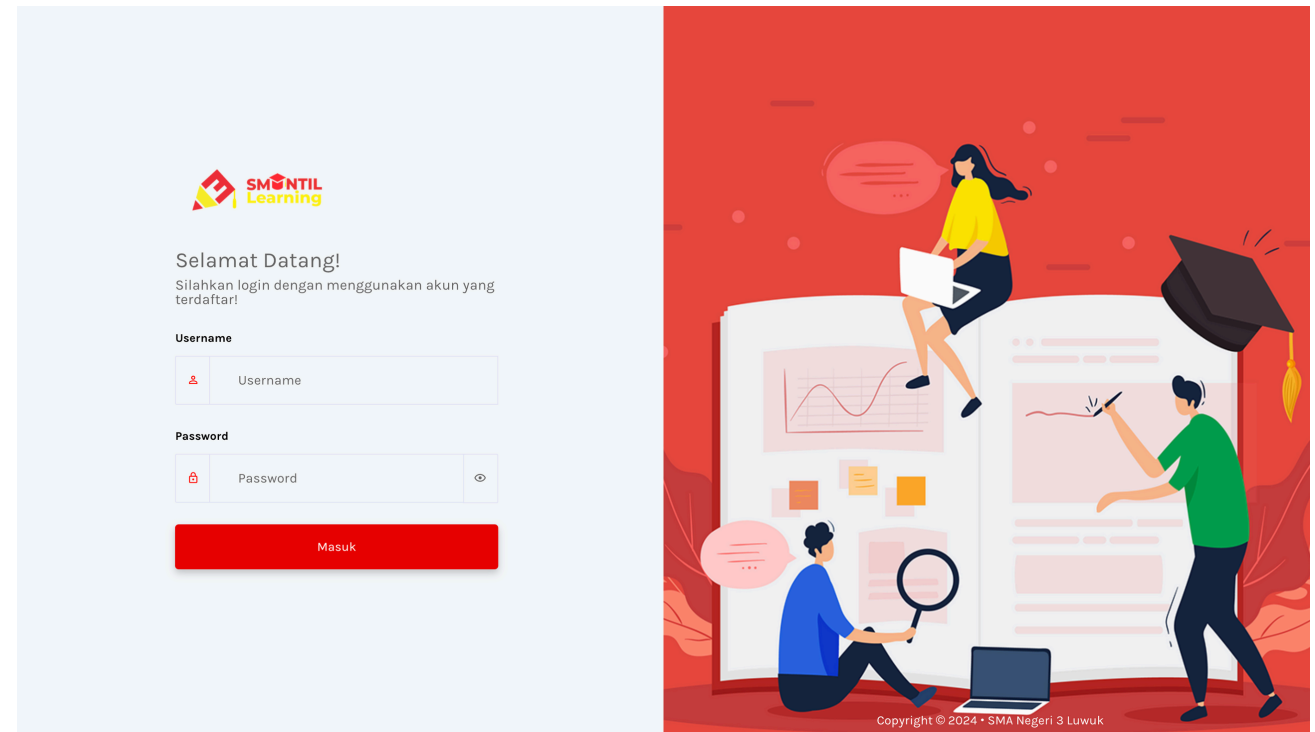 SMANTIL
Learning
Selamat Datang!
Silahkan login dengan menggunakan akun yang
terdaftar!
Username
Username
Password
Password
Masuk
Copyright © 2024 • SMA Negeri 3 Luwuk